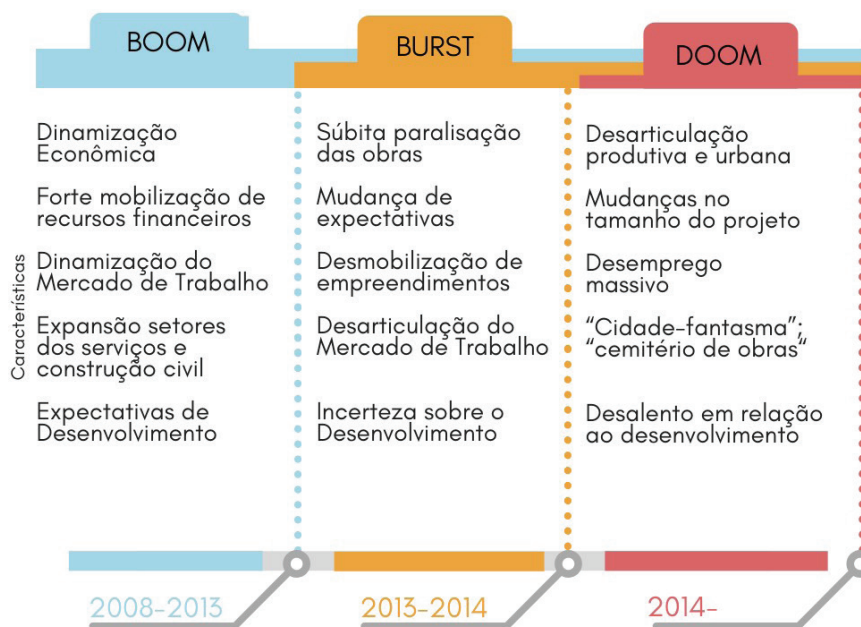 BOOM
BURST
DOOM
Características
Dinamização
Econômica
Forte mobilização de
recursos financeiros
Dinamização do
Mercado de Trabalho
Expansão setores
dos serviços e
construção civil
Expectativas de
Desenvolvimento
Súbita paralisação
das obras
Mudança de
expectativas
Desmobilização de
empreendimentos
Desarticulação do
Mercado de Trabalho
Incerteza sobre o
Desenvolvimento
Desarticulação
produtiva e urbana
Mudanças no
tamanho do projeto
Desemprego
massivo
“Cidade-fantasma”;
“cemitério de obras“
Desalento em relação
ao desenvolvimento
2008-2013
2013-2014
2014-